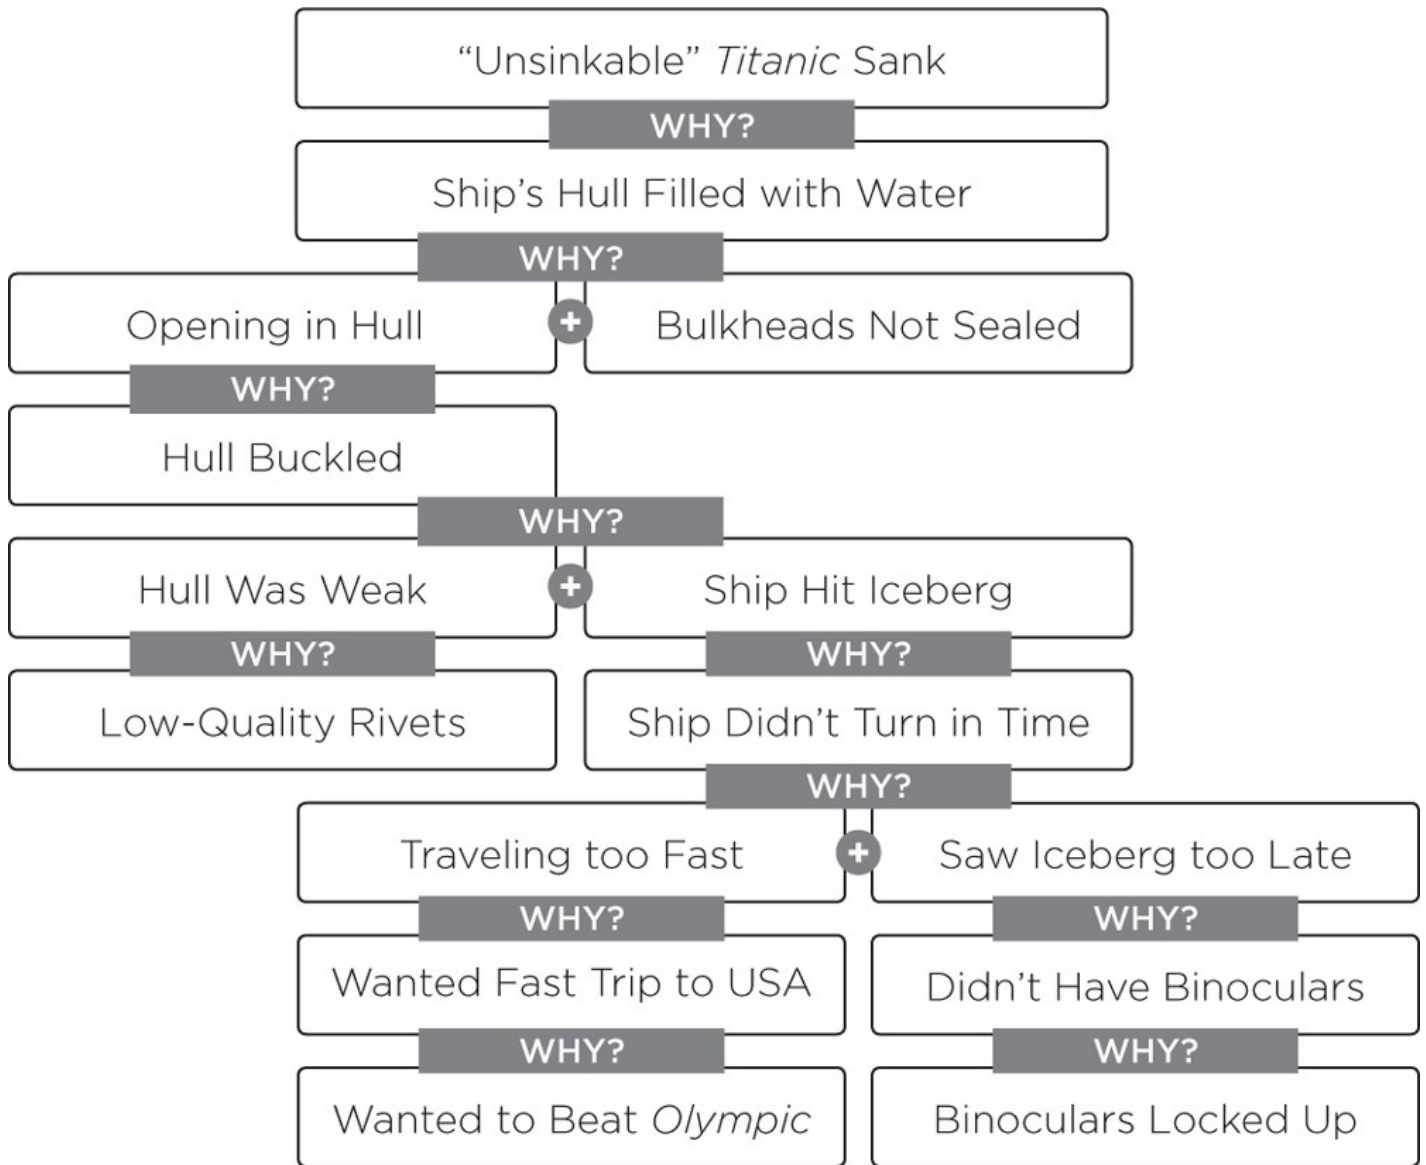 “Unsinkable” Titanic Sank
WHY?
Ship’s Hull Filled with Water
WHY?
Opening in Hull + Bulkheads Not Sealed
WHY?
Hull Buckled
WHY?
Hull Was Weak + Ship Hit Iceberg
WHY? WHY?
Low-Quality Rivets Ship Didn’t Turn in Time
WHY?
Traveling too Fast + Saw Iceberg too Late
WHY? WHY?
Wanted Fast Trip to USA Didn’t Have Binoculars
WHY? WHY?
Wanted to Beat Olympic Binoculars Locked Up